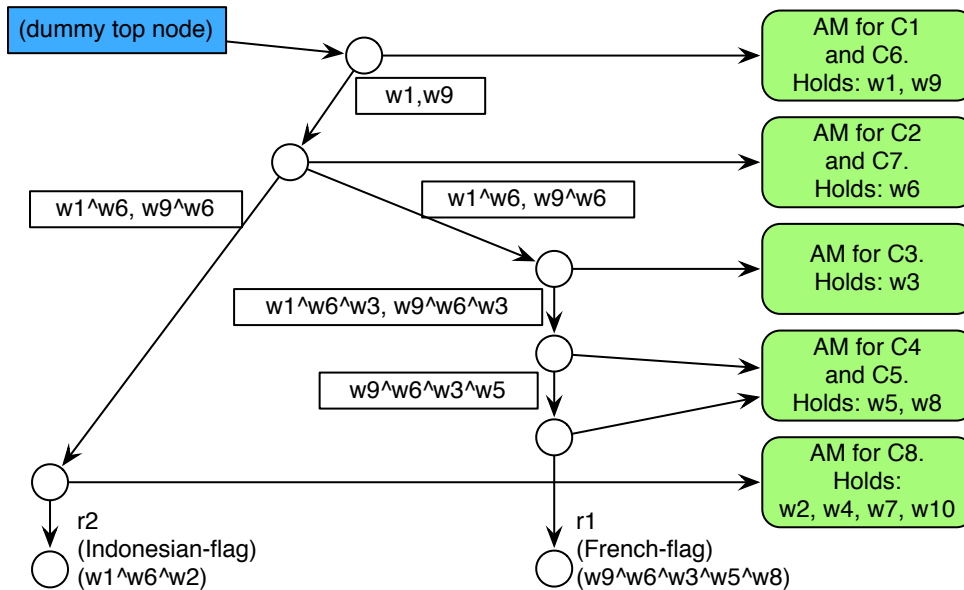 (dummy top node)
AM for C1
and C6.
Holds: w1, w9
w1,w9
AM for C2
and C7.
Holds: w6
w1^w6, w9^w6
w1^w6, w9^w6
AM for C3.
Holds: w3
w1^w6^w3, w9^w6^w3
AM for C4
and C5.
Holds: w5, w8
w9^w6^w3^w5
AM for C8.
Holds:
w2, w4, w7, w10
r2
(Indonesian-flag)
(w1^w6^w2)
r1
(French-flag)
(w9^w6^w3^w5^w8)